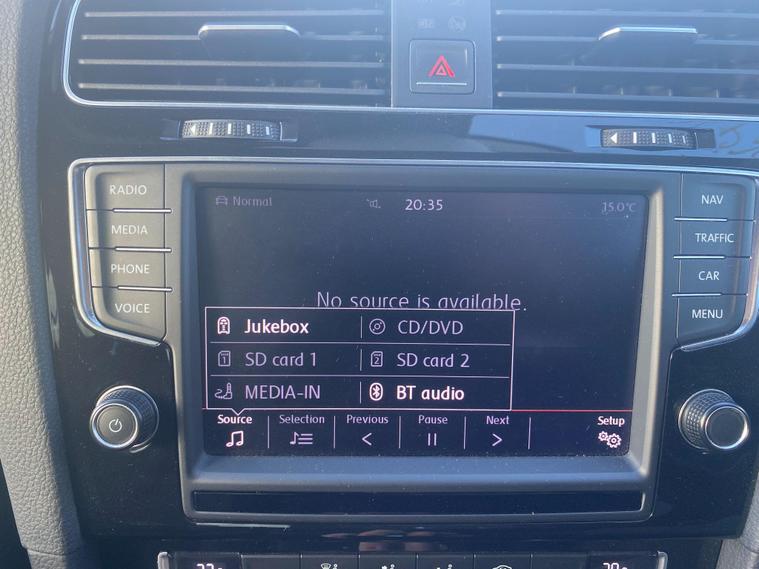 RADIO
MEDIA
PHONE
VOICE
Normal
20:35
15.0°C
No source is available.
Jukebox
CD/DVD
SD card 1
SD card 2
MEDIA-IN
BT audio
Source
Selection
Previous
Pause
Next
Setup
NAV
TRAFFIC
CAR
MENU